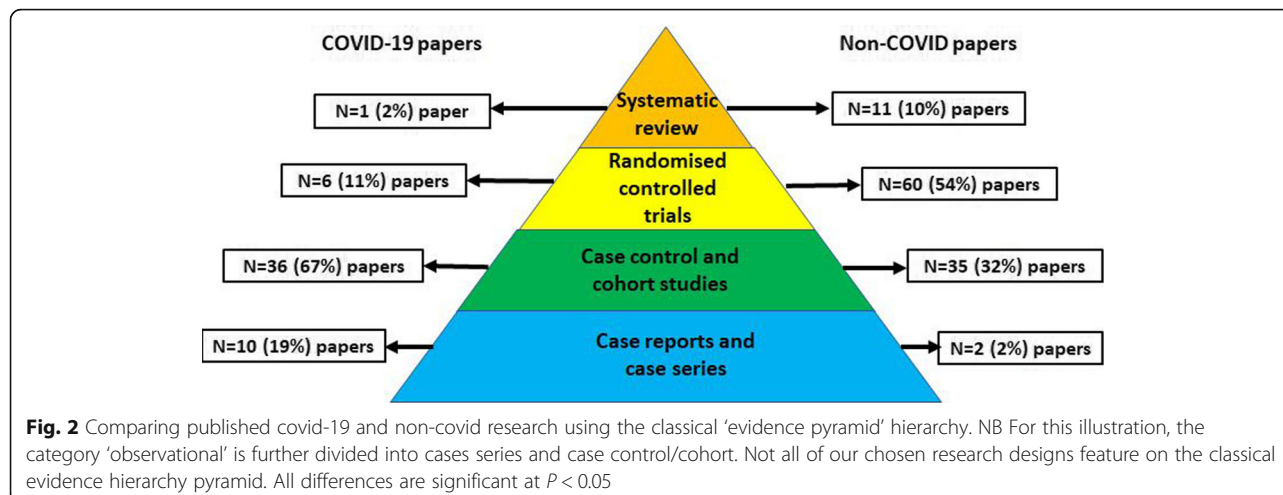 COVID-19 papers
Non-COVID papers
N=1 (2%) paper
Systematic
review
N=11 (10%) papers
N=6 (11%) papers
Randomised
controlled
trials
N=60 (54%) papers
N=36 (67%) papers
Case control and
cohort studies
N=35 (32%) papers
N=10 (19%) papers
Case reports and
case series
N=2 (2%) papers
Fig. 2 Comparing published covid-19 and non-covid research using the classical ‘evidence pyramid’ hierarchy. NB For this illustration, the
category ‘observational’ is further divided into cases series and case control/cohort. Not all of our chosen research designs feature on the classical
evidence hierarchy pyramid. All differences are significant at P < 0.05